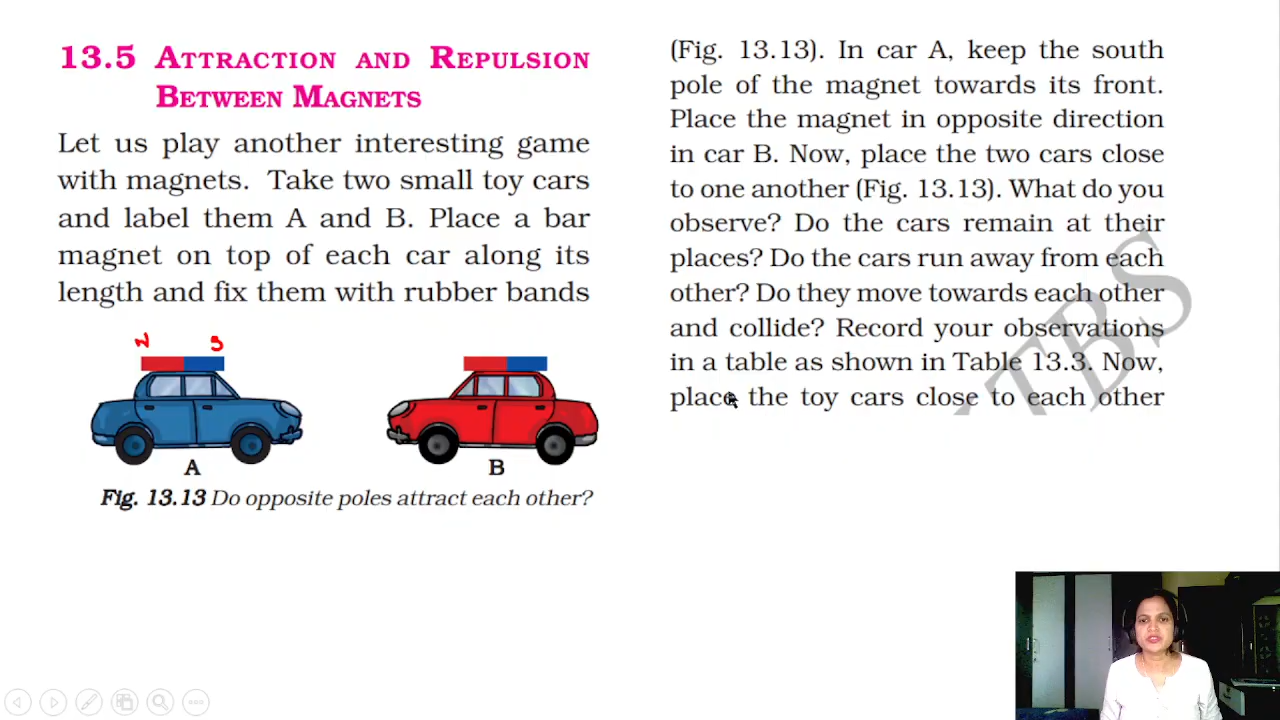 13.5 ATTRACTION AND REPULSION
BETWEEN MAGNETS
Let us play another interesting game
with magnets. Take two small toy cars
and label them A and B. Place a bar
magnet on top of each car along its
length and fix them with rubber bands
N S
A
B
Fig. 13.13 Do opposite poles attract each other?
(Fig. 13.13). In car A, keep the south
pole of the magnet towards its front.
Place the magnet in opposite direction
in car B. Now, place the two cars close
to one another (Fig. 13.13). What do you
observe? Do the cars remain at their
places? Do the cars run away from each
other? Do they move towards each other
and collide? Record your observations
in a table as shown in Table 13.3. Now,
place the toy cars close to each other
TBS